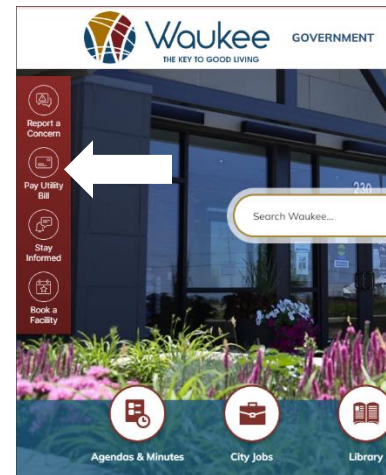 Waukee
THE KEY TO GOOD LIVING
GOVERNMENT
Report a
Concern
Pay Utility
Bill
Stay
Informed
Book a
Facility
230
Search Waukee...
Agendas & Minutes
City Jobs
Library